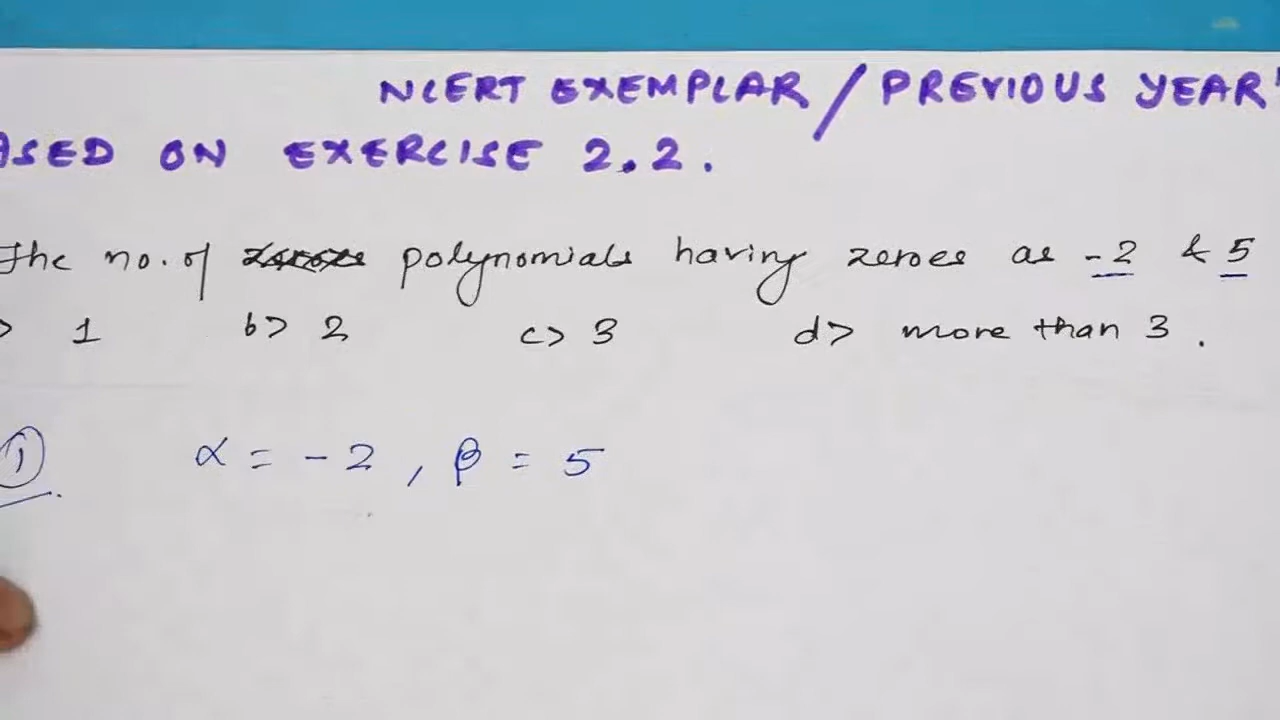 NCERT EXEMPLAR / PREVIOUS YEAR'
ASED ON EXERCISE 2.2.
The no. of polynomials having zeroes as -2 & 5
> 1 b> 2 c> 3 d> more than 3.
① α = -2, β = 5